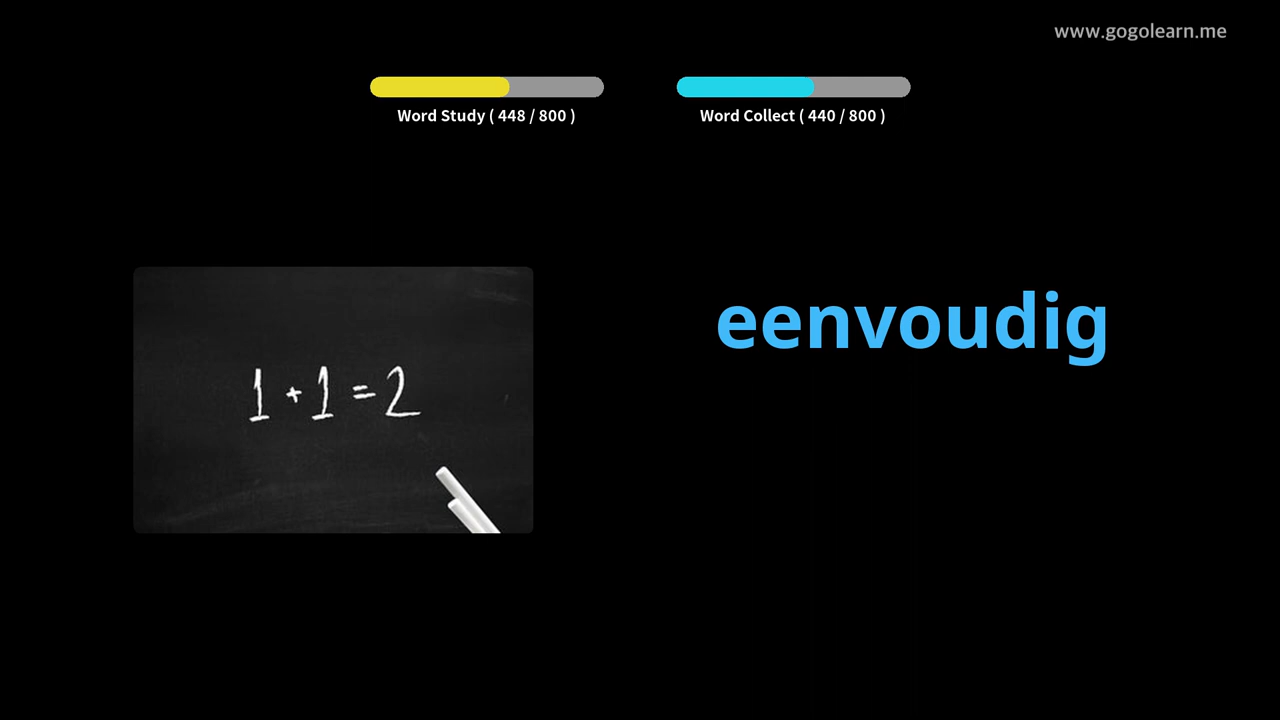 www.gogolearn.me
Word Study ( 448 / 800 )
Word Collect ( 440 / 800 )
eenvoudig
1 + 1 = 2